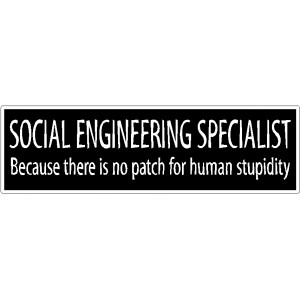 SOCIAL ENGINEERING SPECIALIST
Because there is no patch for human stupidity